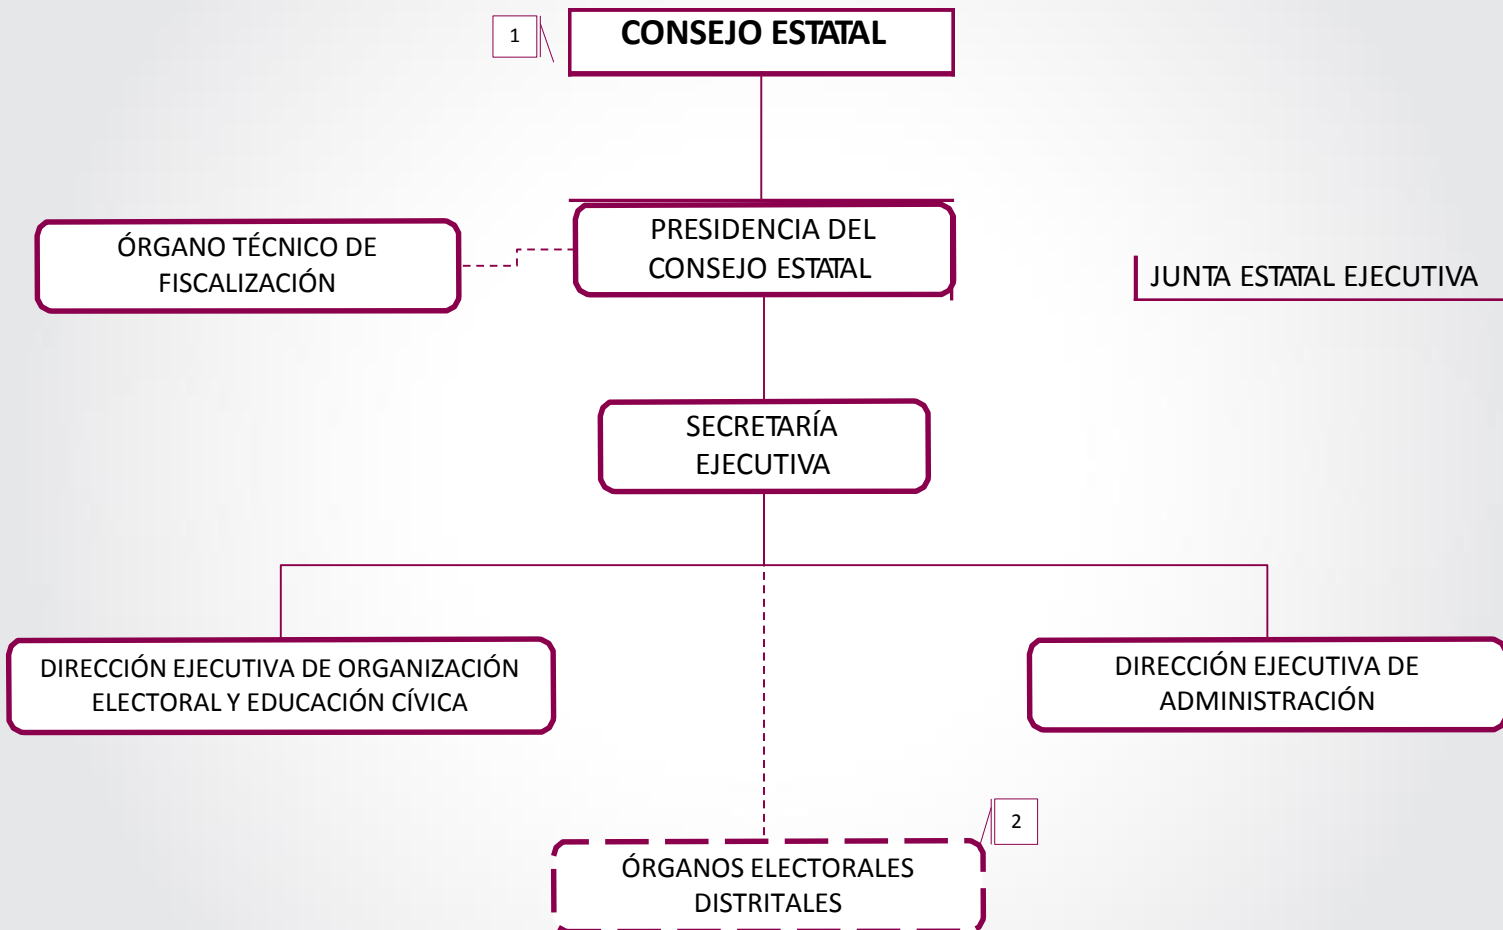 1
CONSEJO ESTATAL
PRESIDENCIA DEL
CONSEJO ESTATAL
ÓRGANO TÉCNICO DE
FISCALIZACIÓN
JUNTA ESTATAL EJECUTIVA
SECRETARÍA
EJECUTIVA
DIRECCIÓN EJECUTIVA DE ORGANIZACIÓN
ELECTORAL Y EDUCACIÓN CÍVICA
DIRECCIÓN EJECUTIVA DE
ADMINISTRACIÓN
2
ÓRGANOS ELECTORALES
DISTRITALES